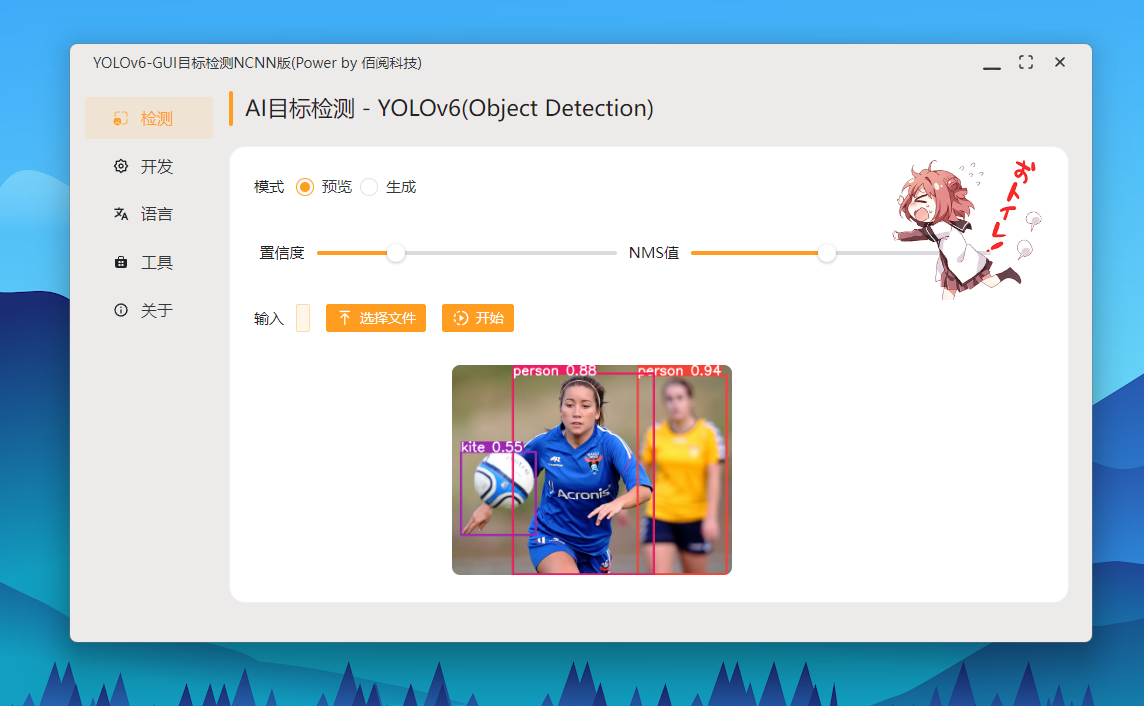 YOLOv6-GUI目标检测NCNN版(Power by 佰阅科技)
检测
开发
语言
工具
关于
AI目标检测 - YOLOv6(Object Detection)
模式 预览 生成
おトイレ!
置信度 NMS值
输入 选择文件 开始
person 0.88
person 0.94
kite 0.55
Acronis